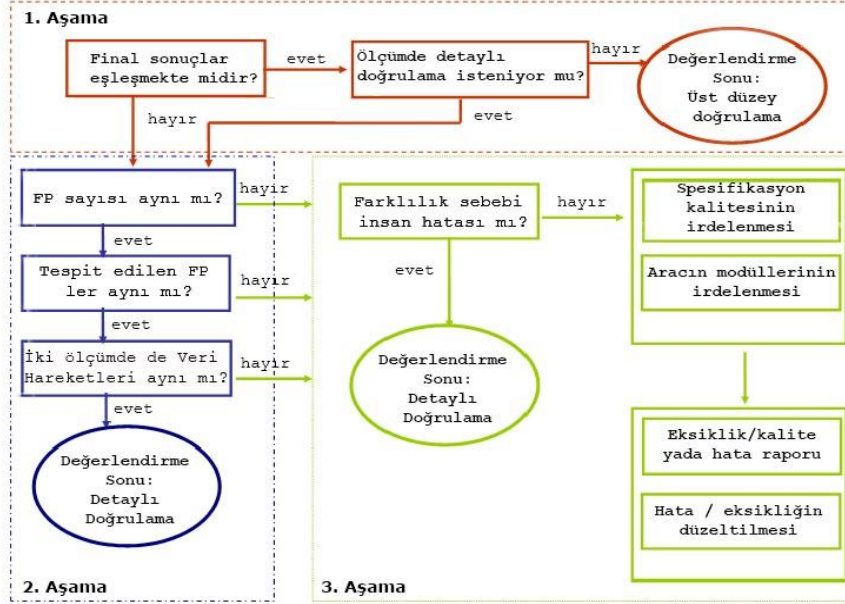 1. Aşama
Final sonuçlar
eşleşmekte midir?
evet
Ölçümde detaylı
doğrulama isteniyor mu?
hayır
Değerlendirme
Sonu:
Üst düzey
doğrulama
hayır
evet
FP sayısı aynı mı?
hayır
evet
Tespit edilen FP
ler aynı mı?
hayır
evet
İki ölçümde de Veri
Hareketleri aynı mı?
hayır
evet
Değerlendirme
Sonu:
Detaylı
Doğrulama
2. Aşama
Farklılık sebebi
insan hatası mı?
hayır
evet
Değerlendirme
Sonu:
Detaylı
Doğrulama
Spesifikasyon
kalitesinin
irdelenmesi
Aracın modüllerinin
irdelenmesi
Eksiklik/kalite
yada hata raporu
Hata / eksikliğin
düzeltilmesi
3. Aşama